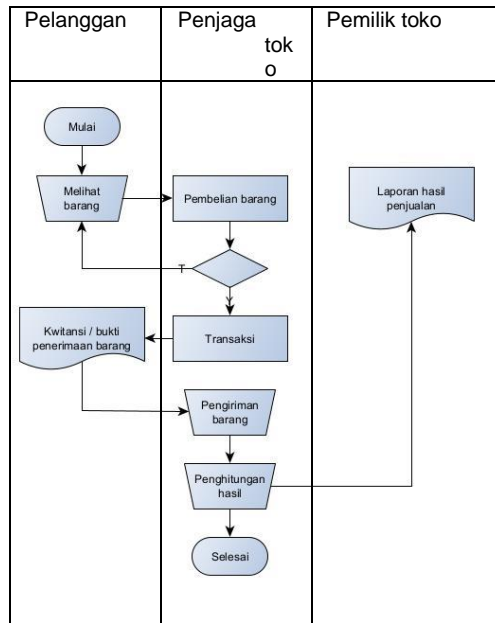 Pelanggan
Penjaga
tok
o
Pemilik toko
Mulai
Melihat
barang
Pembelian barang
Laporan hasil
penjualan
T
Y
Kwitansi / bukti
penerimaan barang
Transaksi
Pengiriman
barang
Penghitungan
hasil
Selesai